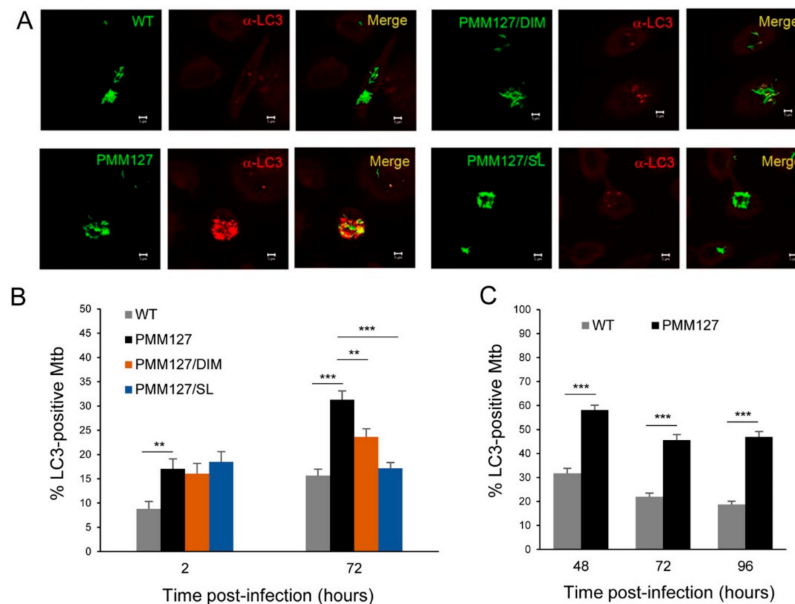 A
WT
α-LC3
Merge
PMM127/DIM
α-LC3
Merge
PMM127
α-LC3
Merge
PMM127/SL
α-LC3
Merge
B
% LC3-positive Mtb
50
45
40
35
30
25
20
15
10
5
0
WT
PMM127
PMM127/DIM
PMM127/SL
**
***
**
***
2
72
Time post-infection (hours)
C
% LC3-positive Mtb
100
90
80
70
60
50
40
30
20
10
0
WT
PMM127
***
***
***
48
72
96
Time post-infection (hours)